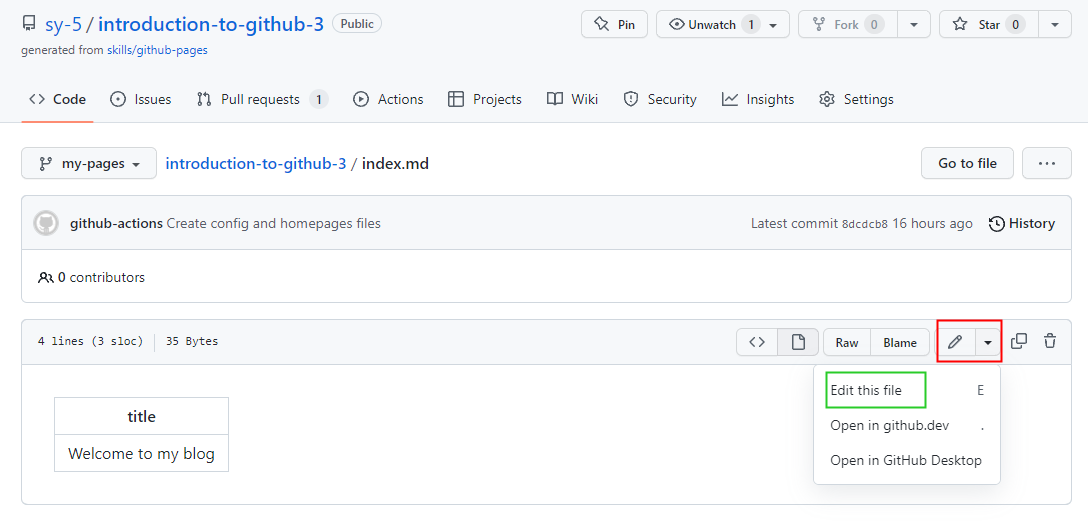 sy-5 / introduction-to-github-3 Public Pin Unwatch 1 Fork 0 Star 0
generated from skills/github-pages
Code Issues Pull requests 1 Actions Projects Wiki Security Insights Settings
my-pages introduction-to-github-3 / index.md Go to file ...
github-actions Create config and homepages files Latest commit 8dcdcb8 16 hours ago History
0 contributors
4 lines (3 sloc) 35 Bytes Raw Blame
Edit this file E
Open in github.dev .
Open in GitHub Desktop
title
Welcome to my blog